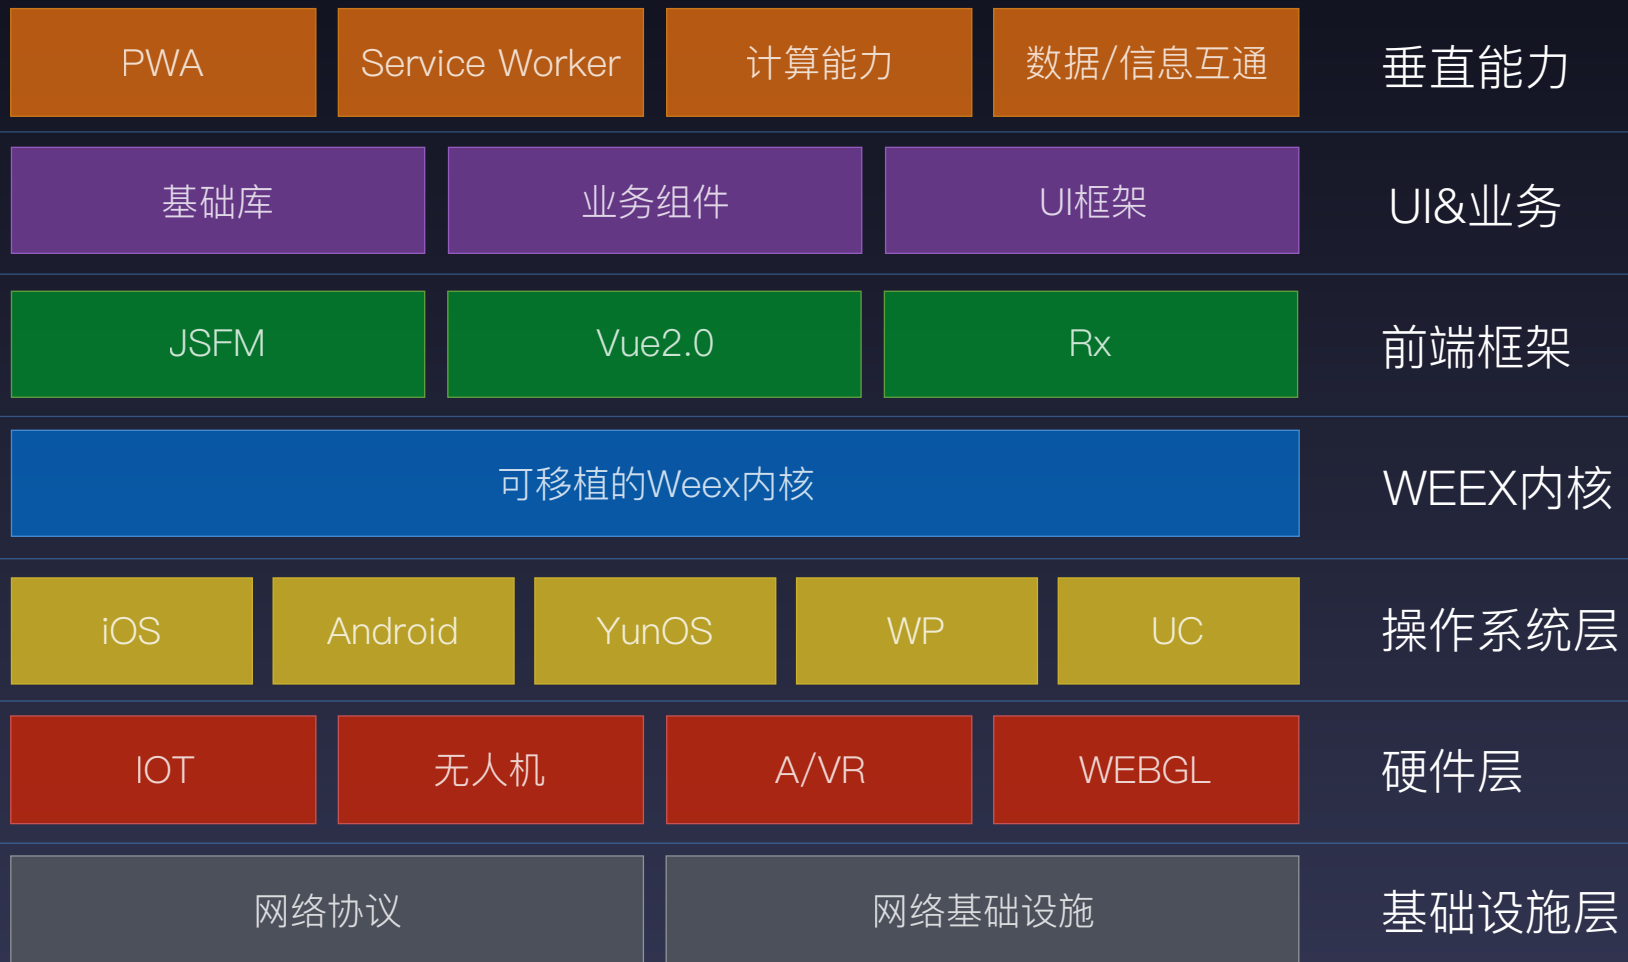 PWA
Service Worker
计算能力
数据/信息互通
垂直能力
基础库
业务组件
UI框架
UI&业务
JSFM
Vue2.0
Rx
前端框架
可移植的Weex内核
WEEX内核
iOS
Android
YunOS
WP
UC
操作系统层
IOT
无人机
A/VR
WEBGL
硬件层
网络协议
网络基础设施
基础设施层